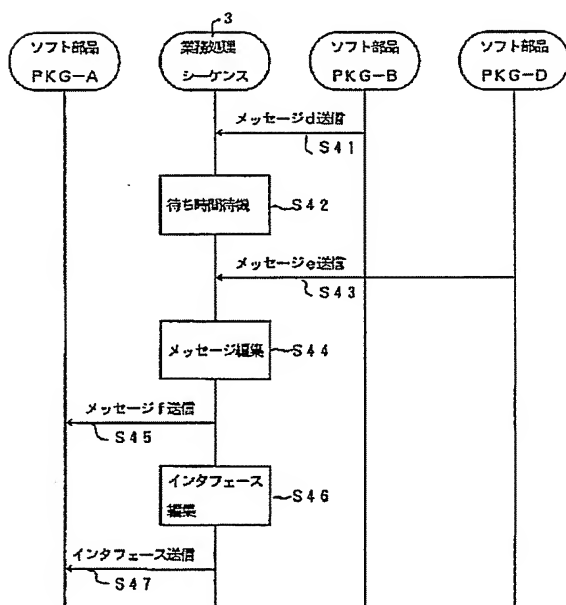 3
ソフト部品
PKG-A
業務処理
シーケンス
ソフト部品
PKG-B
ソフト部品
PKG-D
メッセージd送信
S41
待ち時間待機
S42
メッセージe送信
S43
メッセージ編集
S44
メッセージf送信
S45
インタフェース
編集
S46
インタフェース送信
S47